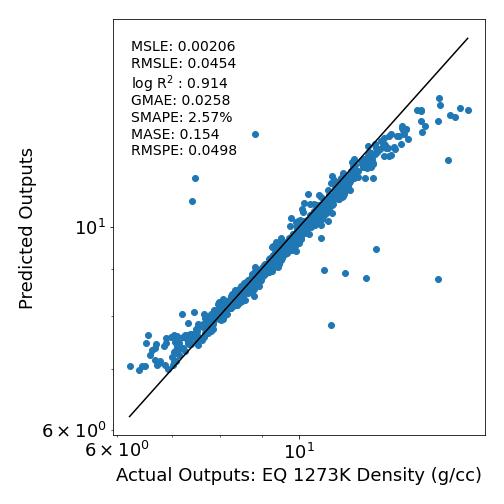 MSLE: 0.00206
RMSLE: 0.0454
log R² : 0.914
GMAE: 0.0258
SMAPE: 2.57%
MASE: 0.154
RMSPE: 0.0498
Predicted Outputs
10¹
6 × 10⁰
6 × 10⁰
10¹
Actual Outputs: EQ 1273K Density (g/cc)